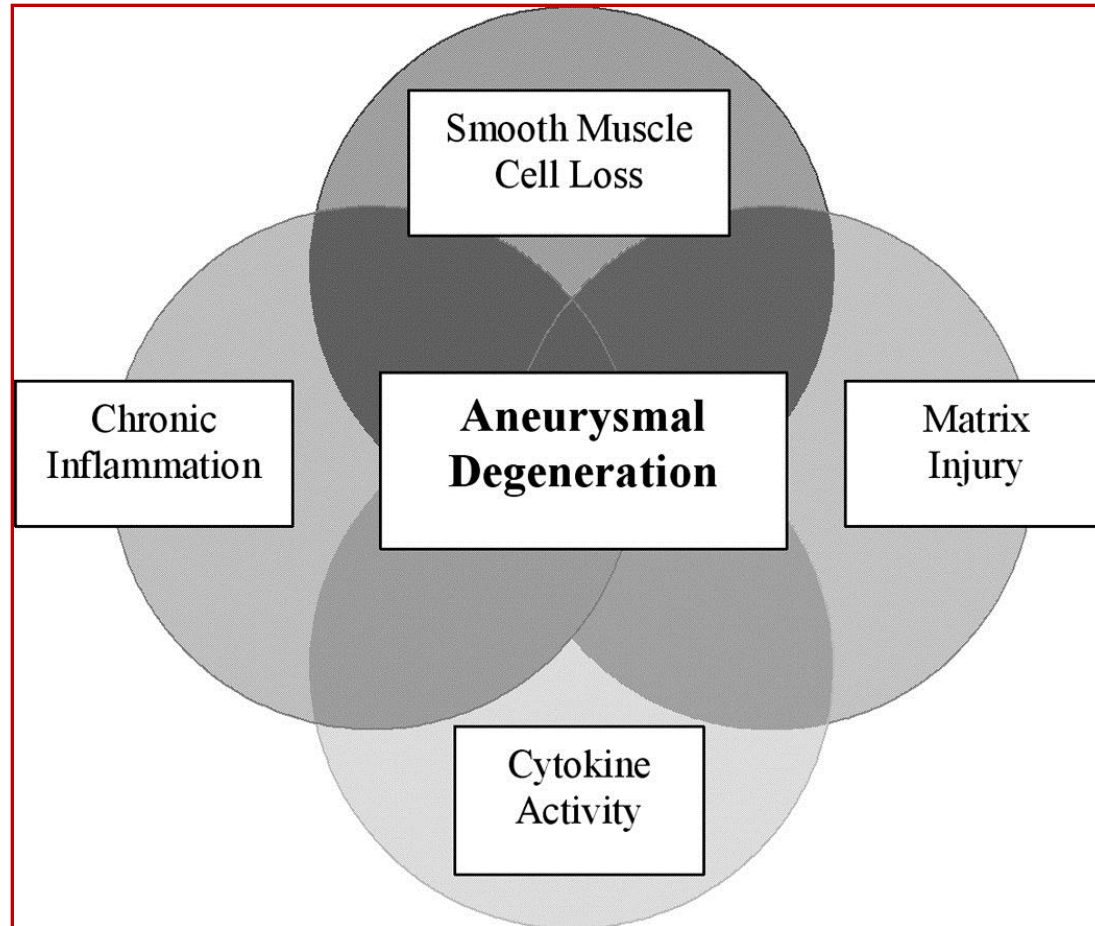 Smooth Muscle
Cell Loss
Chronic
Inflammation
Aneurysmal
Degeneration
Matrix
Injury
Cytokine
Activity